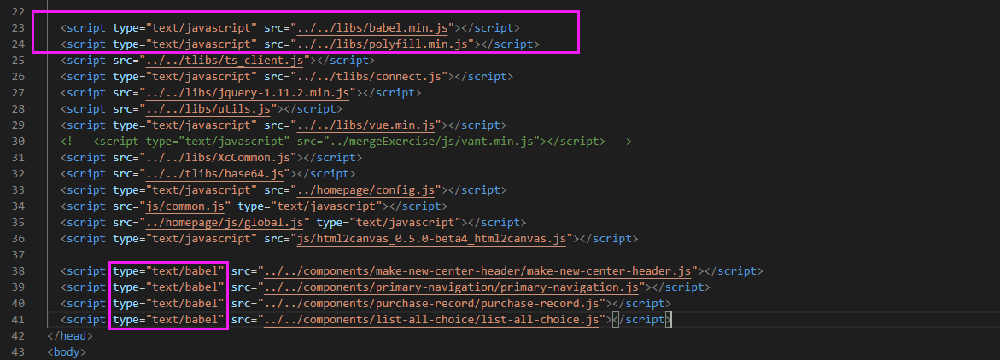 22
23 <script type="text/javascript" src="../../libs/babel.min.js"></script>
24 <script type="text/javascript" src="../../libs/polyfill.min.js"></script>
25 <script src="../../tlibs/ts_client.js"></script>
26 <script type="text/javascript" src="../../tlibs/connect.js"></script>
27 <script src="../../libs/jquery-1.11.2.min.js"></script>
28 <script src="../../libs/utils.js"></script>
29 <script type="text/javascript" src="../../libs/vue.min.js"></script>
30 <!-- <script type="text/javascript" src="../mergeExercise/js/vant.min.js"></script> -->
31 <script src="../../libs/XcCommon.js"></script>
32 <script src="../../tlibs/base64.js"></script>
33 <script type="text/javascript" src="../homepage/config.js"></script>
34 <script src="js/common.js" type="text/javascript"></script>
35 <script src="../homepage/js/global.js" type="text/javascript"></script>
36 <script type="text/javascript" src="js/html2canvas_0.5.0-beta4_html2canvas.js"></script>
37
38 <script type="text/babel" src="../../components/make-new-center-header/make-new-center-header.js"></script>
39 <script type="text/babel" src="../../components/primary-navigation/primary-navigation.js"></script>
40 <script type="text/babel" src="../../components/purchase-record/purchase-record.js"></script>
41 <script type="text/babel" src="../../components/list-all-choice/list-all-choice.js"></script>
42 </head>
43 <body>